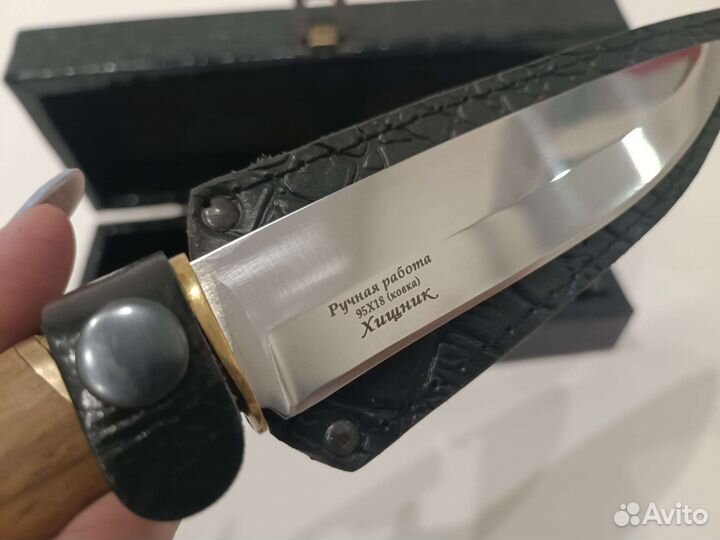 Ручная работа
95Х18 (ковка)
Хищник
Avito